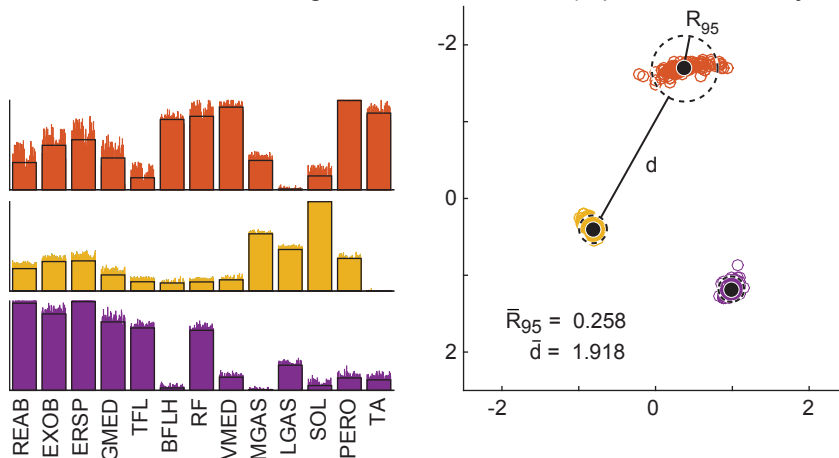 R95
-2
0
2
d
R̅95 = 0.258
d̅ = 1.918
-2
0
2
REAB
EXOB
ERSP
GMED
TFL
BFLH
RF
VMED
MGAS
LGAS
SOL
PERO
TA